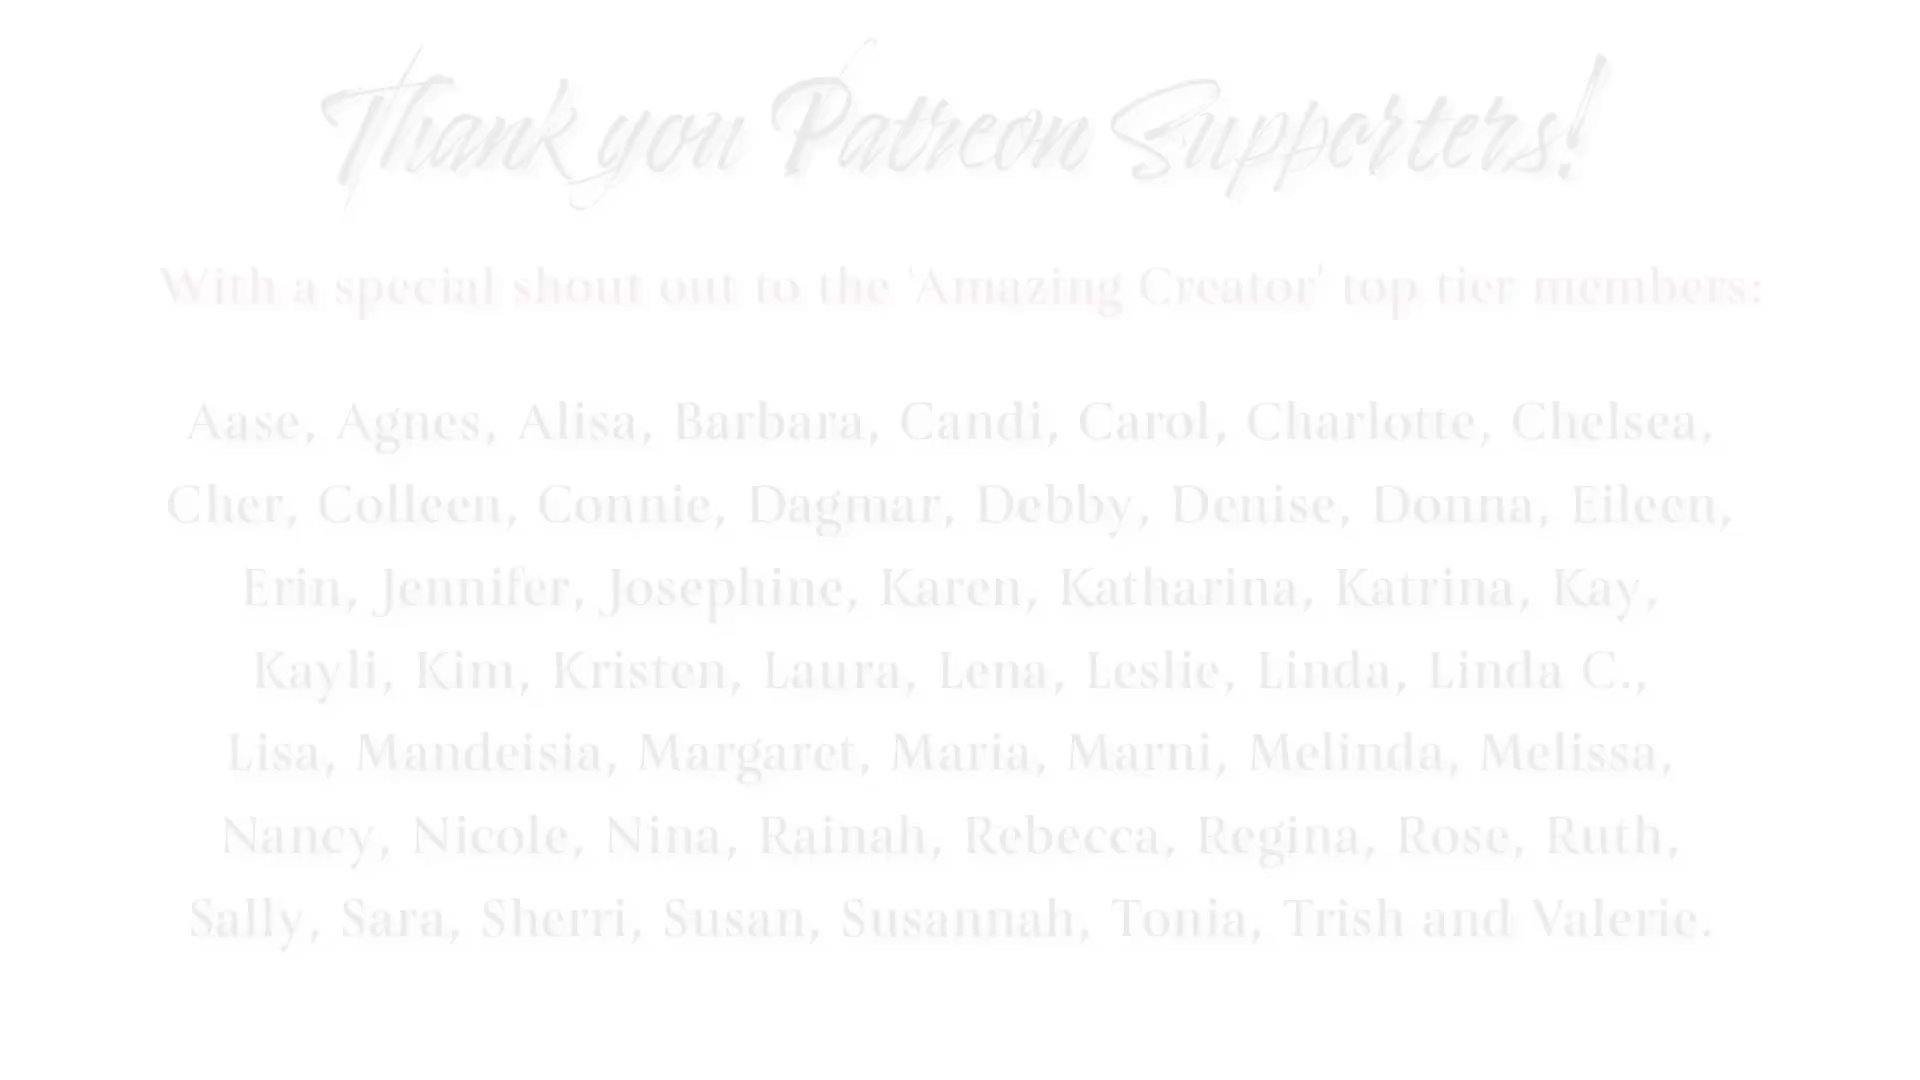 Thank you Patreon Supporters!
With a special shout out to the 'Amazing Creator' top tier members:
Aase, Agnes, Alisa, Barbara, Candi, Carol, Charlotte, Chelsea,
Cher, Colleen, Connie, Dagmar, Debby, Denise, Donna, Eileen,
Erin, Jennifer, Josephine, Karen, Katharina, Katrina, Kay,
Kayli, Kim, Kristen, Laura, Lena, Leslie, Linda, Linda C.,
Lisa, Mandeisia, Margaret, Maria, Marni, Melinda, Melissa,
Nancy, Nicole, Nina, Rainah, Rebecca, Regina, Rose, Ruth,
Sally, Sara, Sherri, Susan, Susannah, Tonia, Trish and Valerie.